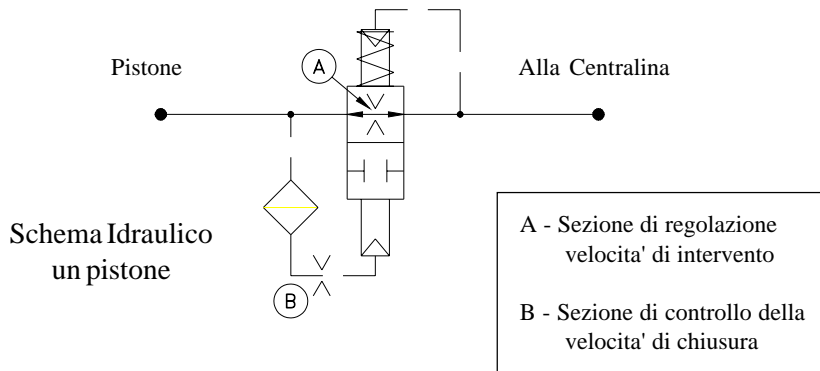 Pistone
A
Alla Centralina
Schema Idraulico
un pistone
B
A - Sezione di regolazione
velocita' di intervento
B - Sezione di controllo della
velocita' di chiusura